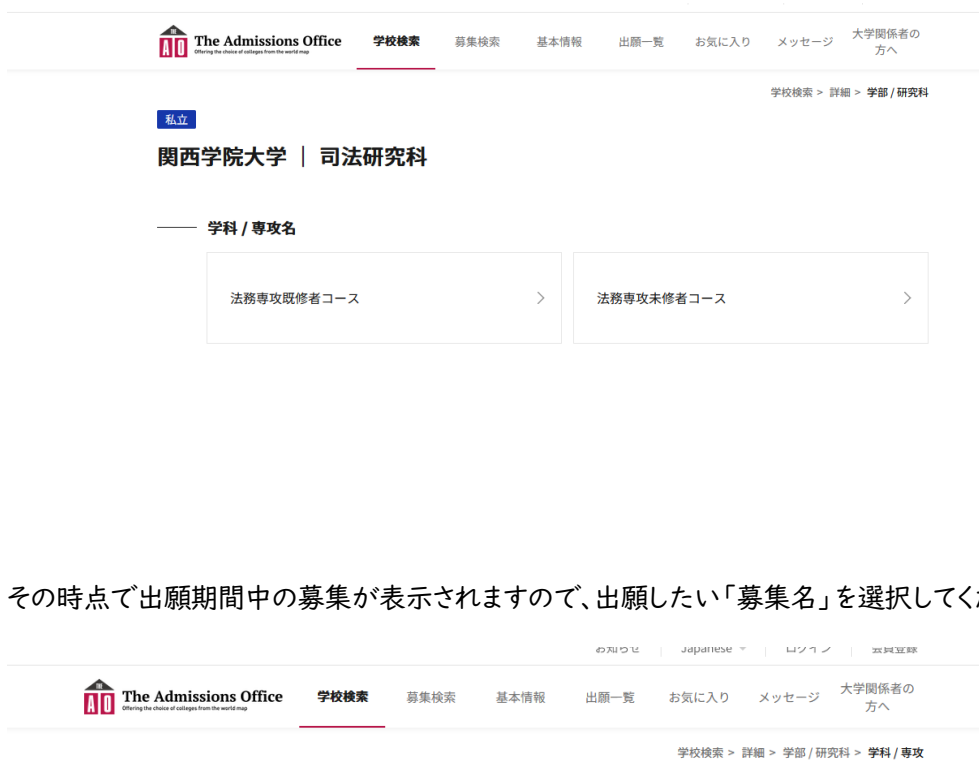 The Admissions Office
Offering the choice of colleges from the world map
学校検索 募集検索 基本情報 出願一覧 お気に入り メッセージ 大学関係者の方へ
学校検索 > 詳細 > 学部 / 研究科
私立
関西学院大学 | 司法研究科
学科 / 専攻名
法務専攻既修者コース
法務専攻未修者コース
その時点で出願期間中の募集が表示されますので、出願したい「募集名」を選択してく
お知らせ Japanese ログイン 会員登録
The Admissions Office
Offering the choice of colleges from the world map
学校検索 募集検索 基本情報 出願一覧 お気に入り メッセージ 大学関係者の方へ
学校検索 > 詳細 > 学部 / 研究科 > 学科 / 専攻